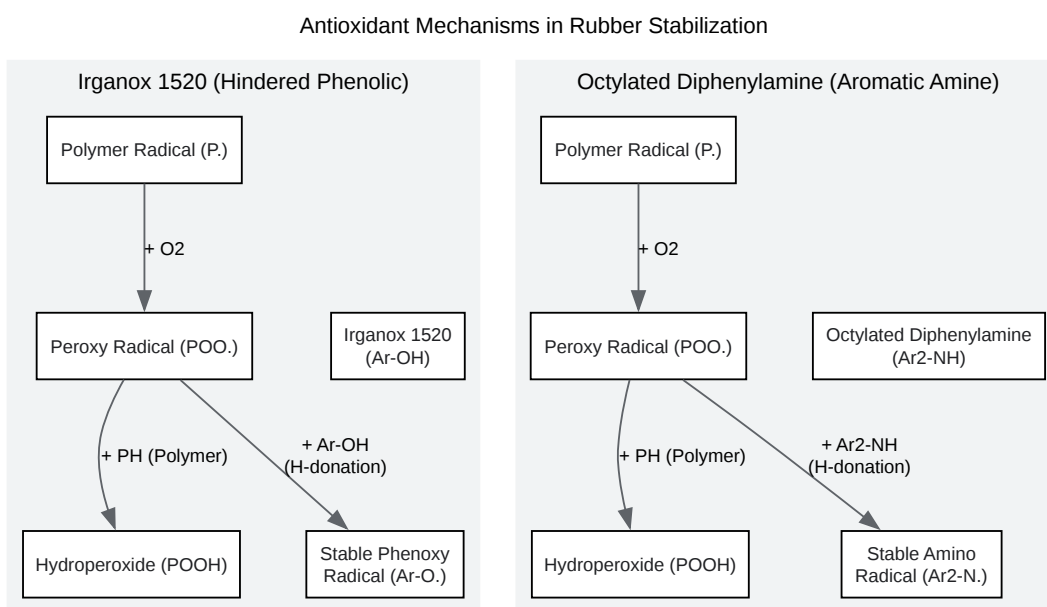 Antioxidant Mechanisms in Rubber Stabilization
Irganox 1520 (Hindered Phenolic)
Polymer Radical (P.)
+ O2
Peroxy Radical (POO.)
Irganox 1520
(Ar-OH)
+ PH (Polymer)
+ Ar-OH
(H-donation)
Hydroperoxide (POOH)
Stable Phenoxy
Radical (Ar-O.)
Octylated Diphenylamine (Aromatic Amine)
Polymer Radical (P.)
+ O2
Peroxy Radical (POO.)
Octylated Diphenylamine
(Ar2-NH)
+ PH (Polymer)
+ Ar2-NH
(H-donation)
Hydroperoxide (POOH)
Stable Amino
Radical (Ar2-N.)